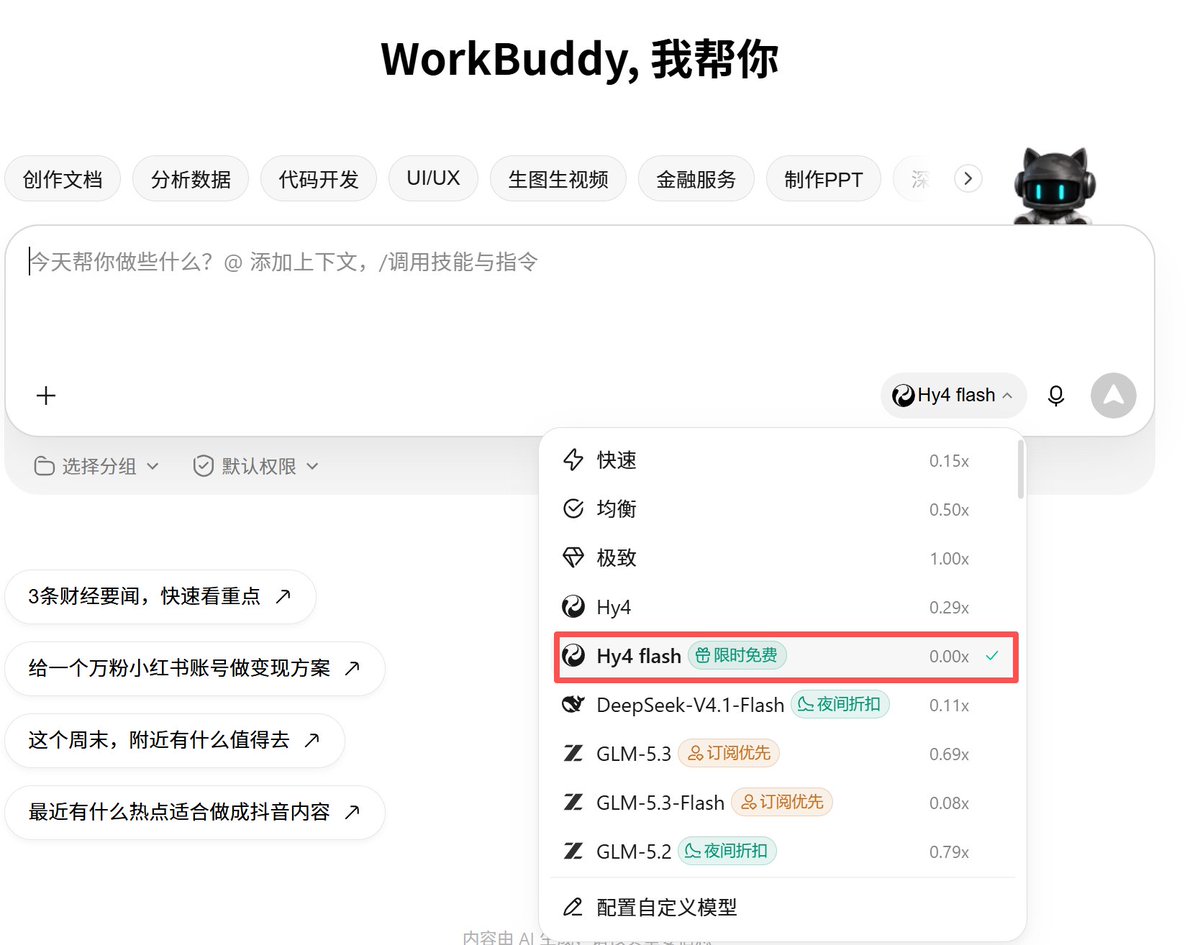 WorkBuddy, 我帮你
创作文档 分析数据 代码开发 UI/UX 生图生视频 金融服务 制作PPT 深
今天帮你做些什么？@ 添加上下文，/调用技能与指令
Hy4 flash
选择分组 默认权限
快速 0.15x
均衡 0.50x
极致 1.00x
Hy4 0.29x
Hy4 flash 限时免费 0.00x
DeepSeek-V4.1-Flash 夜间折扣 0.11x
GLM-5.3 订阅优先 0.69x
GLM-5.3-Flash 订阅优先 0.08x
GLM-5.2 夜间折扣 0.79x
配置自定义模型
3条财经要闻，快速看重点
给一个万粉小红书账号做变现方案
这个周末，附近有什么值得去
最近有什么热点适合做成抖音内容
内容由 AI 生成